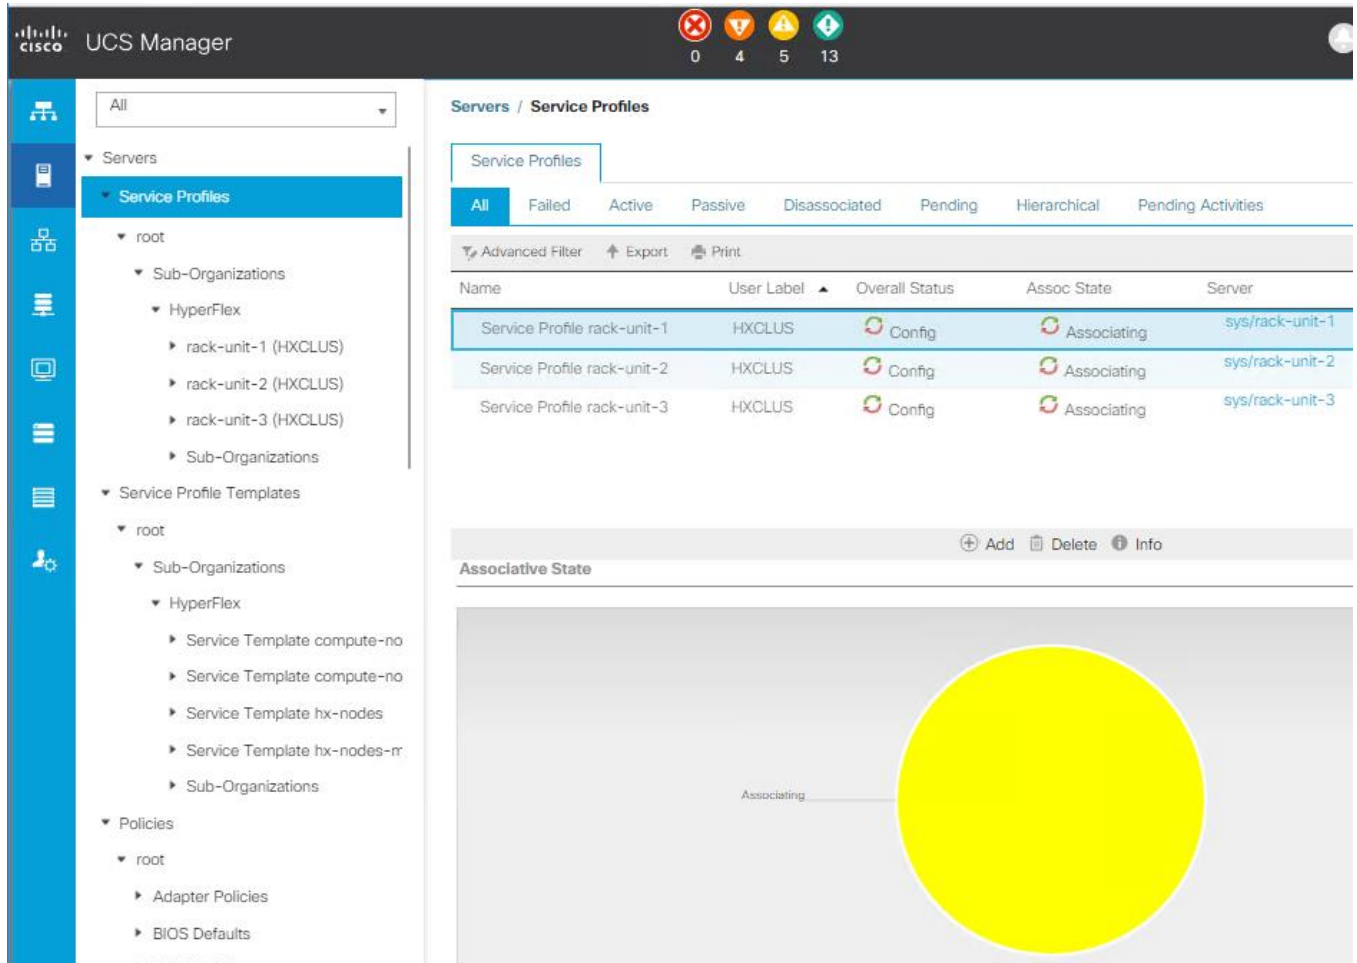 cisco UCS Manager
0 4 5 13
All
Servers
Service Profiles
root
Sub-Organizations
HyperFlex
rack-unit-1 (HXCLUS)
rack-unit-2 (HXCLUS)
rack-unit-3 (HXCLUS)
Sub-Organizations
Service Profile Templates
root
Sub-Organizations
HyperFlex
Service Template compute-no
Service Template compute-no
Service Template hx-nodes
Service Template hx-nodes-m
Sub-Organizations
Policies
root
Adapter Policies
BIOS Defaults
Servers / Service Profiles
Service Profiles
All Failed Active Passive Disassociated Pending Hierarchical Pending Activities
Advanced Filter Export Print
Name User Label Overall Status Assoc State Server
Service Profile rack-unit-1 HXCLUS Config Associating sys/rack-unit-1
Service Profile rack-unit-2 HXCLUS Config Associating sys/rack-unit-2
Service Profile rack-unit-3 HXCLUS Config Associating sys/rack-unit-3
Add Delete Info
Associative State
Associating